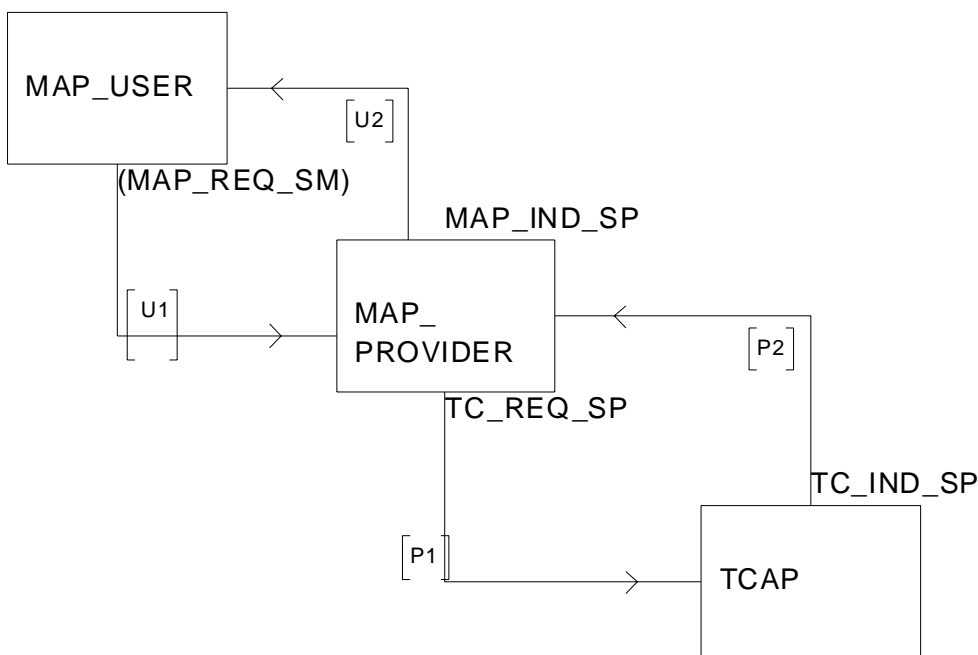 MAP_USER
[U2]
(MAP_REQ_SM)
MAP_IND_SP
[U1]
MAP_
PROVIDER
[P2]
TC_REQ_SP
TC_IND_SP
[P1]
TCAP